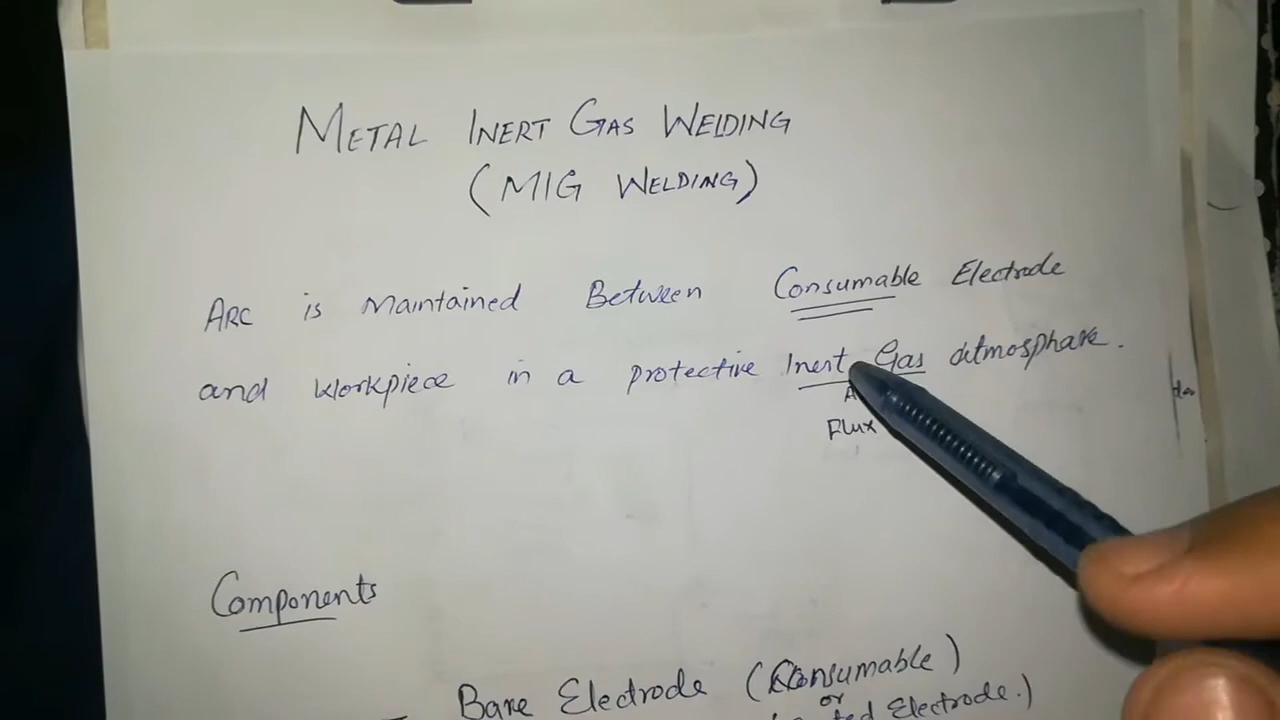 METAL INERT GAS WELDING
(MIG WELDING)
ARC is Maintained Between Consumable Electrode
and Workpiece in a protective Inert Gas atmosphare.
Flux
Components
Bare Electrode (Consumable)
or
Electrode.)